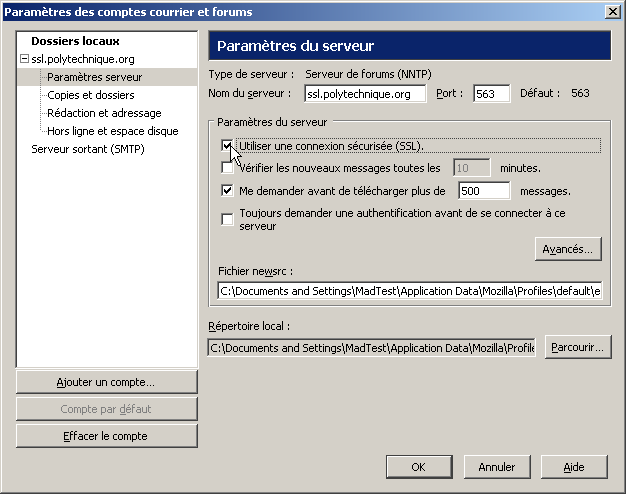 Paramètres des comptes courrier et forums
Dossiers locaux
ssl.polytechnique.org
Paramètres serveur
Copies et dossiers
Rédaction et adressage
Hors ligne et espace disque
Serveur sortant (SMTP)
Ajouter un compte...
Compte par défaut
Effacer le compte
Paramètres du serveur
Type de serveur : Serveur de forums (NNTP)
Nom du serveur : ssl.polytechnique.org Port : 563 Défaut : 563
Paramètres du serveur
Utiliser une connexion sécurisée (SSL).
Vérifier les nouveaux messages toutes les 10 minutes.
Me demander avant de télécharger plus de 500 messages.
Toujours demander une authentification avant de se connecter à ce
serveur
Avancés...
Fichier newsrc :
C:\Documents and Settings\MadTest\Application Data\Mozilla\Profiles\default\e
Répertoire local :
C:\Documents and Settings\MadTest\Application Data\Mozilla\Profile
Parcourir...
OK Annuler Aide